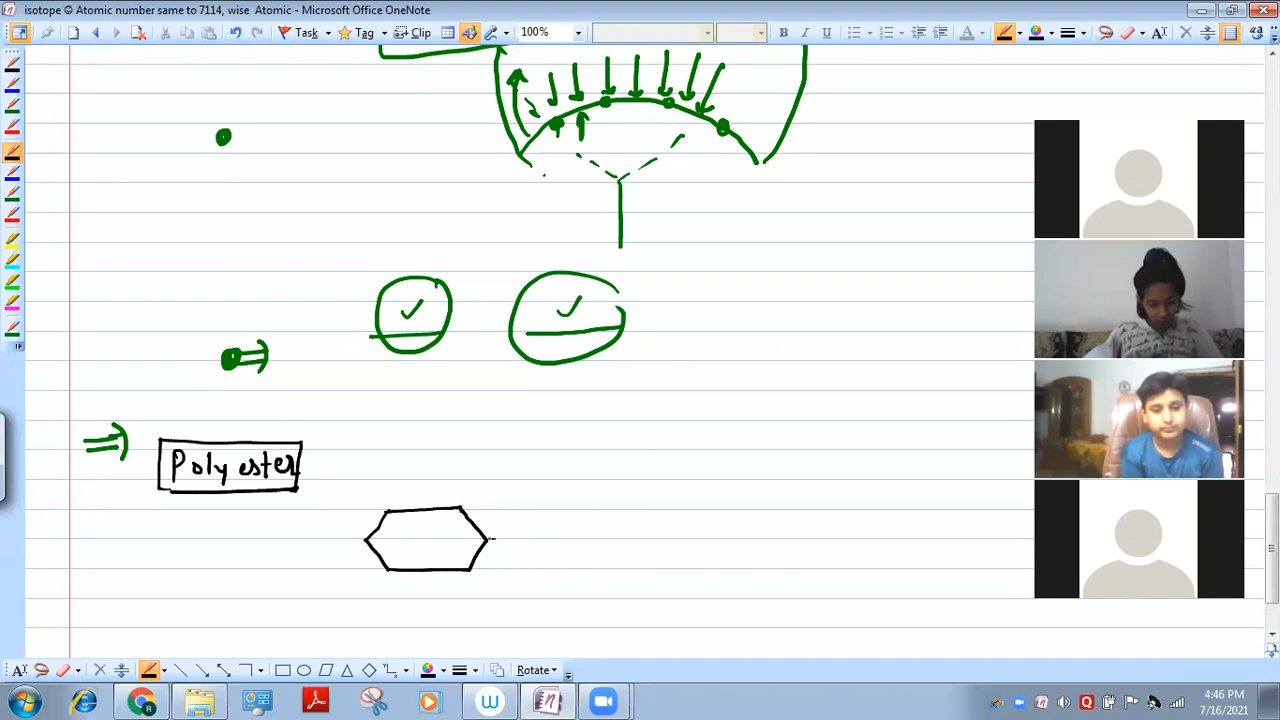 isotope © Atomic number same to 7114, wise Atomic - Microsoft Office OneNote
Task Tag Clip 100% B I U
Poly ester
Rotate
4:46 PM
7/16/2021